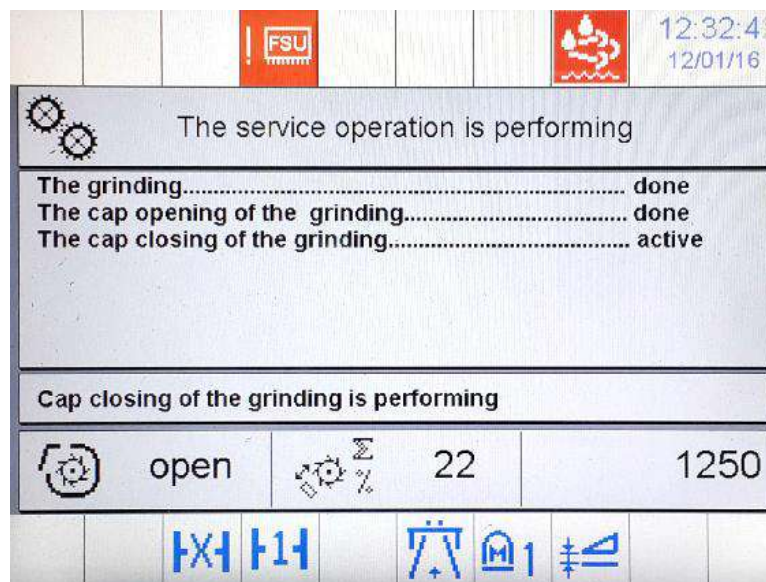 ! FSU
12:32:4
12/01/16
The service operation is performing
The grinding............................................................................ done
The cap opening of the grinding...................................... done
The cap closing of the grinding........................................ active
Cap closing of the grinding is performing
open
Σ
%
22
1250
X
1
M 1